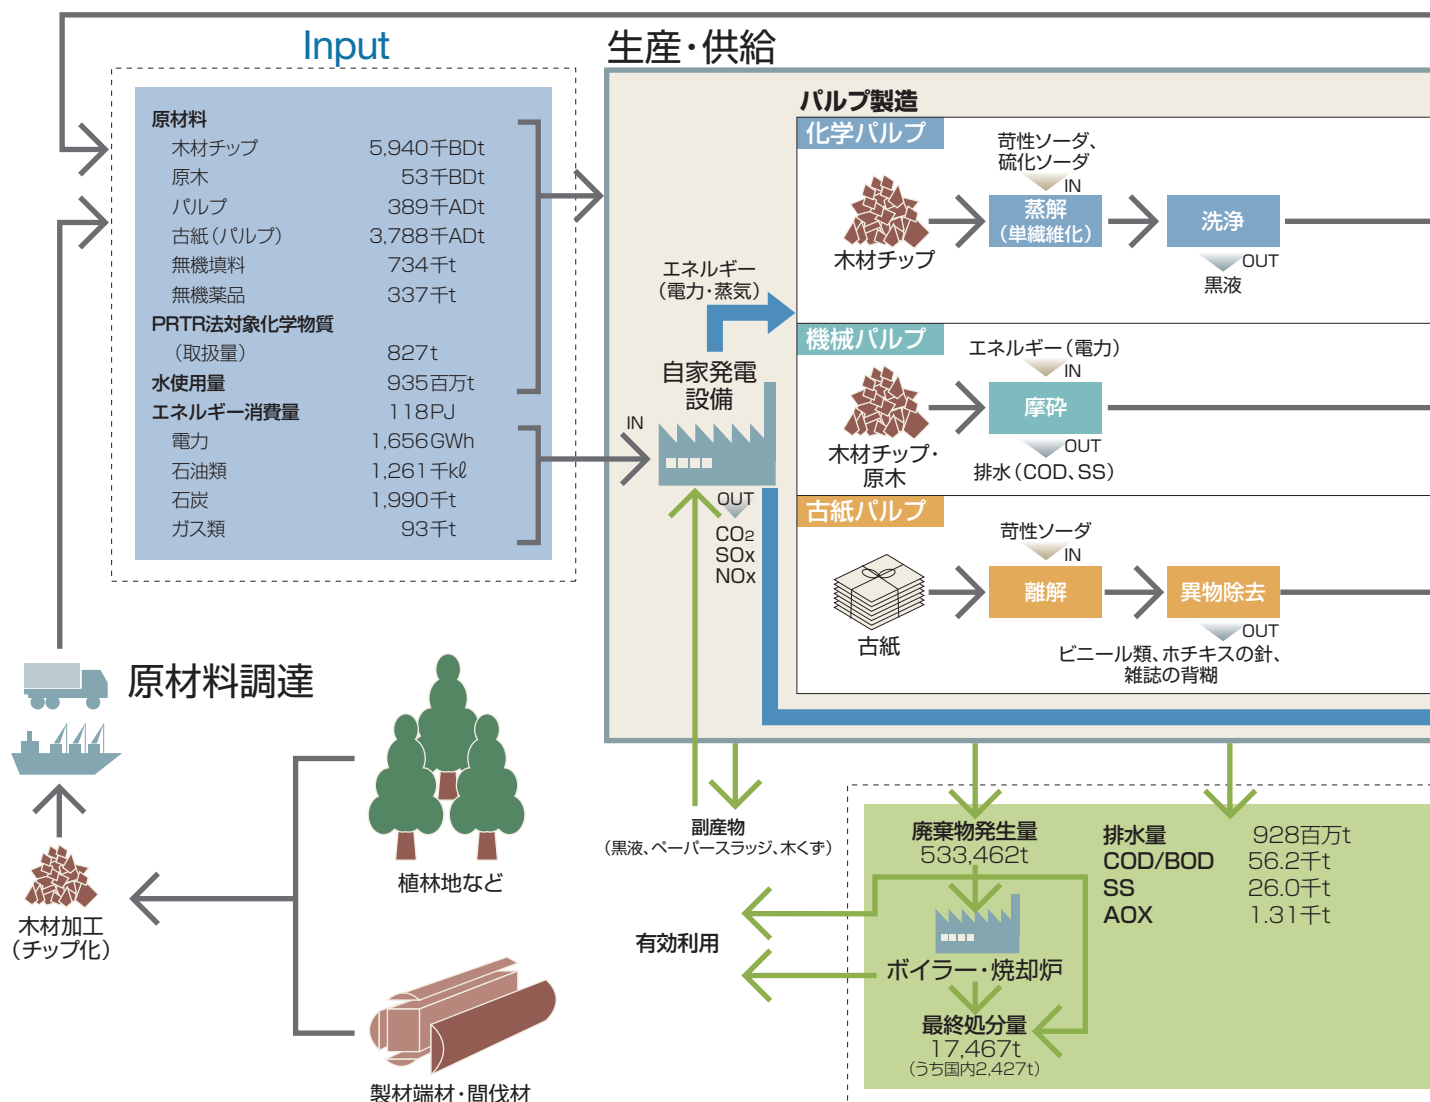 Input
原材料
木材チップ 5,940千BDt
原木 53千BDt
パルプ 389千ADt
古紙(パルプ) 3,788千ADt
無機填料 734千t
無機薬品 337千t
PRTR法対象化学物質
(取扱量) 827t
水使用量 935百万t
エネルギー消費量 118PJ
電力 1,656GWh
石油類 1,261千kℓ
石炭 1,990千t
ガス類 93千t
生産・供給
パルプ製造
化学パルプ
木材チップ
苛性ソーダ、
硫化ソーダ
IN
蒸解
(単繊維化)
洗浄
OUT
黒液
エネルギー
(電力・蒸気)
自家発電
設備
IN
OUT
CO2
SOx
NOx
機械パルプ
木材チップ・
原木
エネルギー(電力)
IN
摩砕
OUT
排水(COD、SS)
古紙パルプ
古紙
苛性ソーダ
IN
離解
異物除去
OUT
ビニール類、ホチキスの針、
雑誌の背糊
原材料調達
植林地など
木材加工
(チップ化)
製材端材・間伐材
副産物
(黒液、ペーパースラッジ、木くず)
有効利用
廃棄物発生量
533,462t
ボイラー・焼却炉
最終処分量
17,467t
(うち国内2,427t)
排水量 928百万t
COD/BOD 56.2千t
SS 26.0千t
AOX 1.31千t